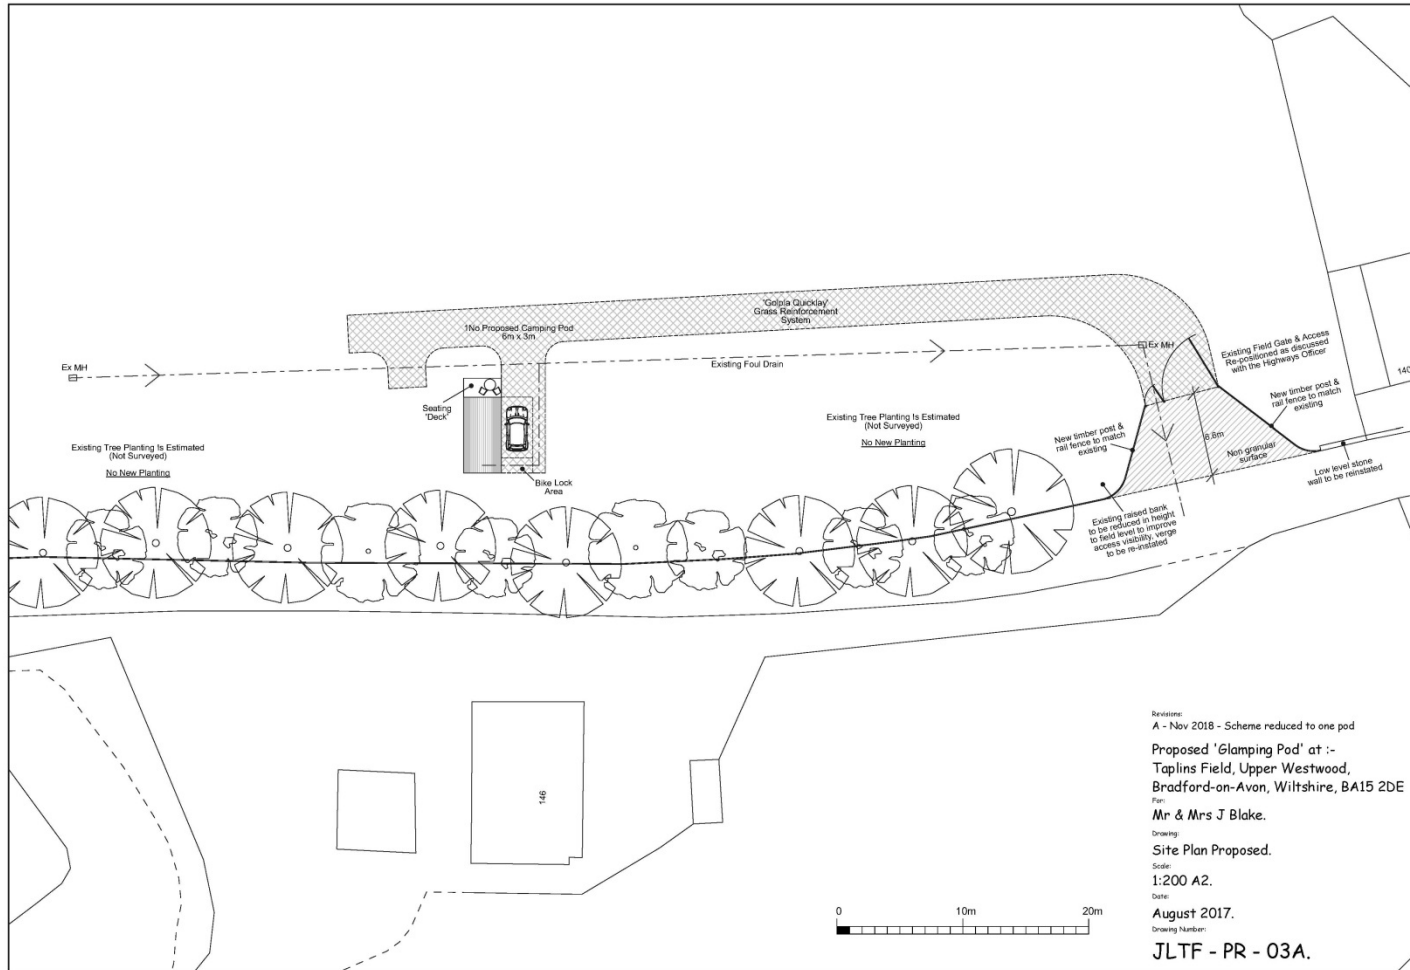 'Golpla Quicklay'
Grass Reinforcement
System
1No Proposed Camping Pod
6m x 3m
Ex MH
Existing Foul Drain
Ex MH
Existing Field Gate & Access
Re-positioned as discussed
with the Highways Officer
140
Seating
'Deck'
New timber post &
rail fence to match
existing
Existing Tree Planting Is Estimated
(Not Surveyed)
No New Planting
Existing Tree Planting Is Estimated
(Not Surveyed)
No New Planting
New timber post &
rail fence to match
existing
8.6m
Non granular
surface
Low level stone
wall to be reinstated
Bike Lock
Area
Existing raised bank
to be reduced in height
to field level to improve
access visibility, verge
to be re-instated
146
Revisions:
A - Nov 2018 - Scheme reduced to one pod
Proposed 'Glamping Pod' at :-
Taplins Field, Upper Westwood,
Bradford-on-Avon, Wiltshire, BA15 2DE
For:
Mr & Mrs J Blake.
Drawing:
Site Plan Proposed.
Scale:
1:200 A2.
Date:
August 2017.
Drawing Number:
JLTF - PR - 03A.
0 10m 20m